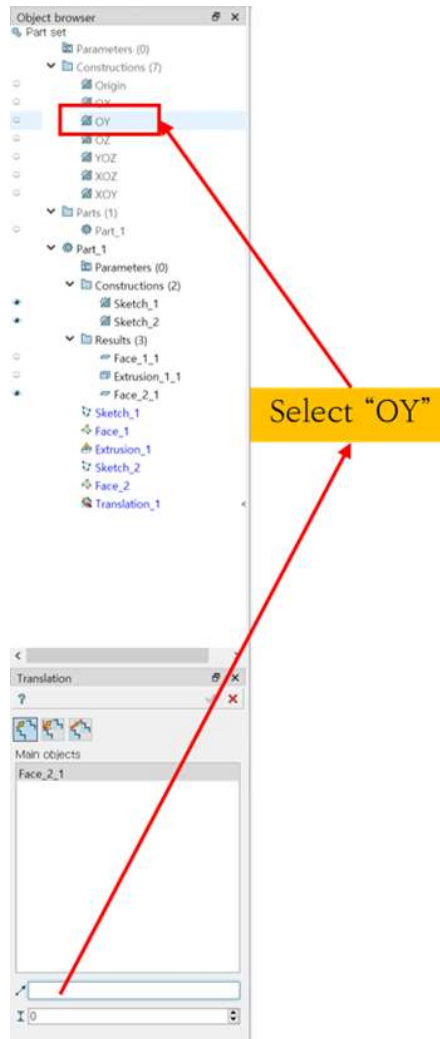 Object browser
Part set
Parameters (0)
Constructions (7)
Origin
OX
OY
OZ
YOZ
XOZ
XOY
Parts (1)
Part_1
Part_1
Parameters (0)
Constructions (2)
Sketch_1
Sketch_2
Results (3)
Face_1_1
Extrusion_1_1
Face_2_1
Sketch_1
Face_1
Extrusion_1
Sketch_2
Face_2
Translation_1
Select “OY”
Translation
?
Main objects
Face_2_1
0